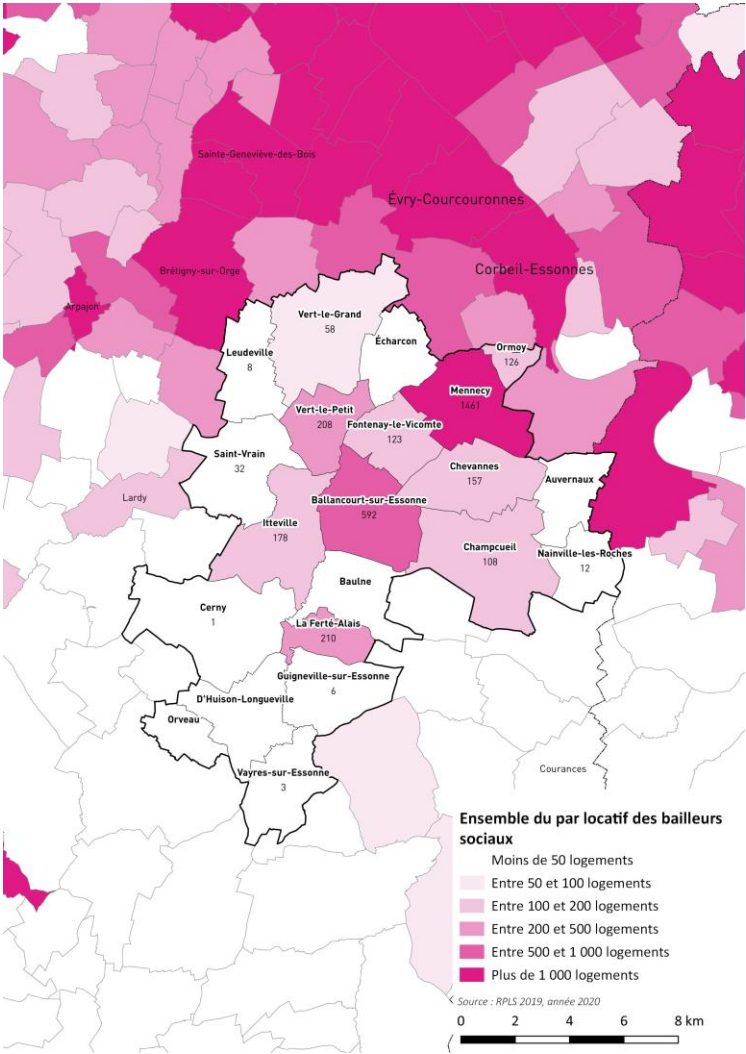 Sainte-Geneviève-des-Bois
Évry-Courcouronnes
Brétigny-sur-Orge
Corbeil-Essonnes
Arpajon
Vert-le-Grand
58
Écharcon
Ormoy
126
Leudeville
8
Mennecy
1461
Vert-le-Petit
208
Fontenay-le-Vicomte
123
Saint-Vrain
32
Chevannes
157
Auvernaux
Lardy
Ballancourt-sur-Essonne
592
Itteville
178
Champcueil
108
Nainville-les-Roches
12
Baulne
Cerny
1
La Ferté-Alais
210
Guigneville-sur-Essonne
6
D'Huison-Longueville
Orveau
Vayres-sur-Essonne
3
Courances
Ensemble du par locatif des bailleurs
sociaux
Moins de 50 logements
Entre 50 et 100 logements
Entre 100 et 200 logements
Entre 200 et 500 logements
Entre 500 et 1 000 logements
Plus de 1 000 logements
Source : RPLS 2019, année 2020
0 2 4 6 8 km